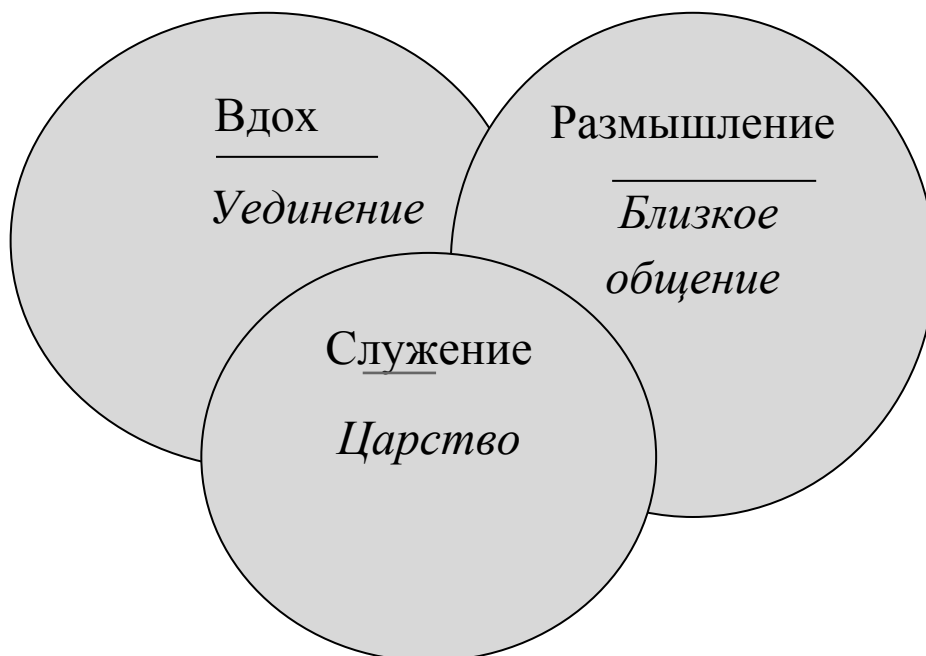 Вдох
Уединение
Размышление
Близкое
общение
Служение
Царство